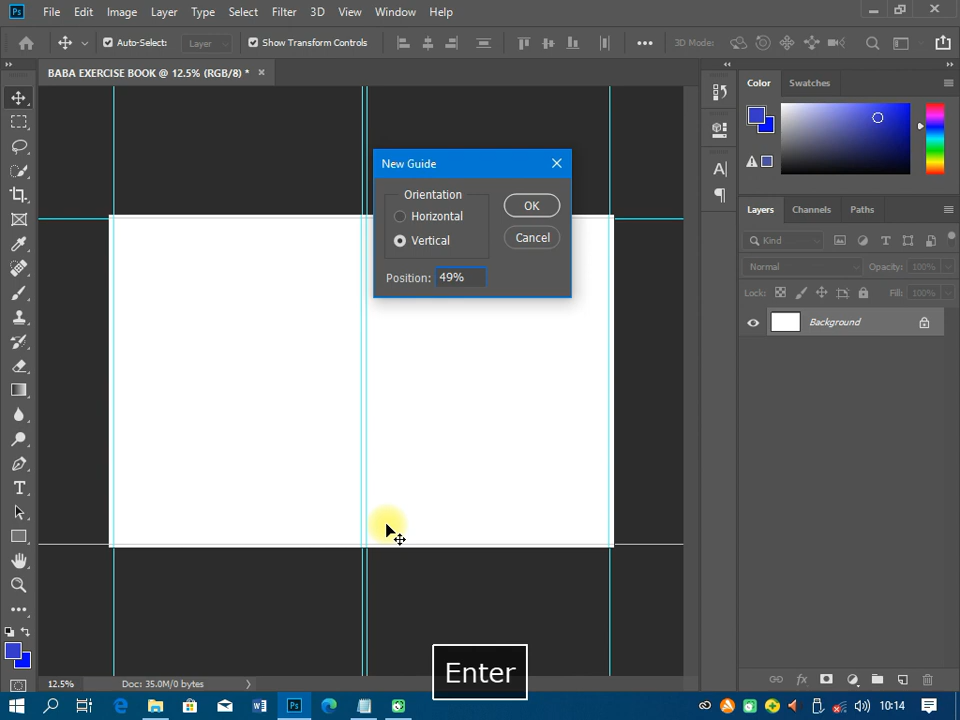 Ps File Edit Image Layer Type Select Filter 3D View Window Help
Auto-Select: Layer Show Transform Controls 3D Mode:
BABA EXERCISE BOOK @ 12.5% (RGB/8) *
Color Swatches
New Guide
Orientation
Horizontal
Vertical
OK
Cancel
Position: 49%
Layers Channels Paths
Kind
Normal Opacity: 100%
Lock: Fill: 100%
Background
Enter
12.5% Doc: 35.0M/0 bytes
10:14